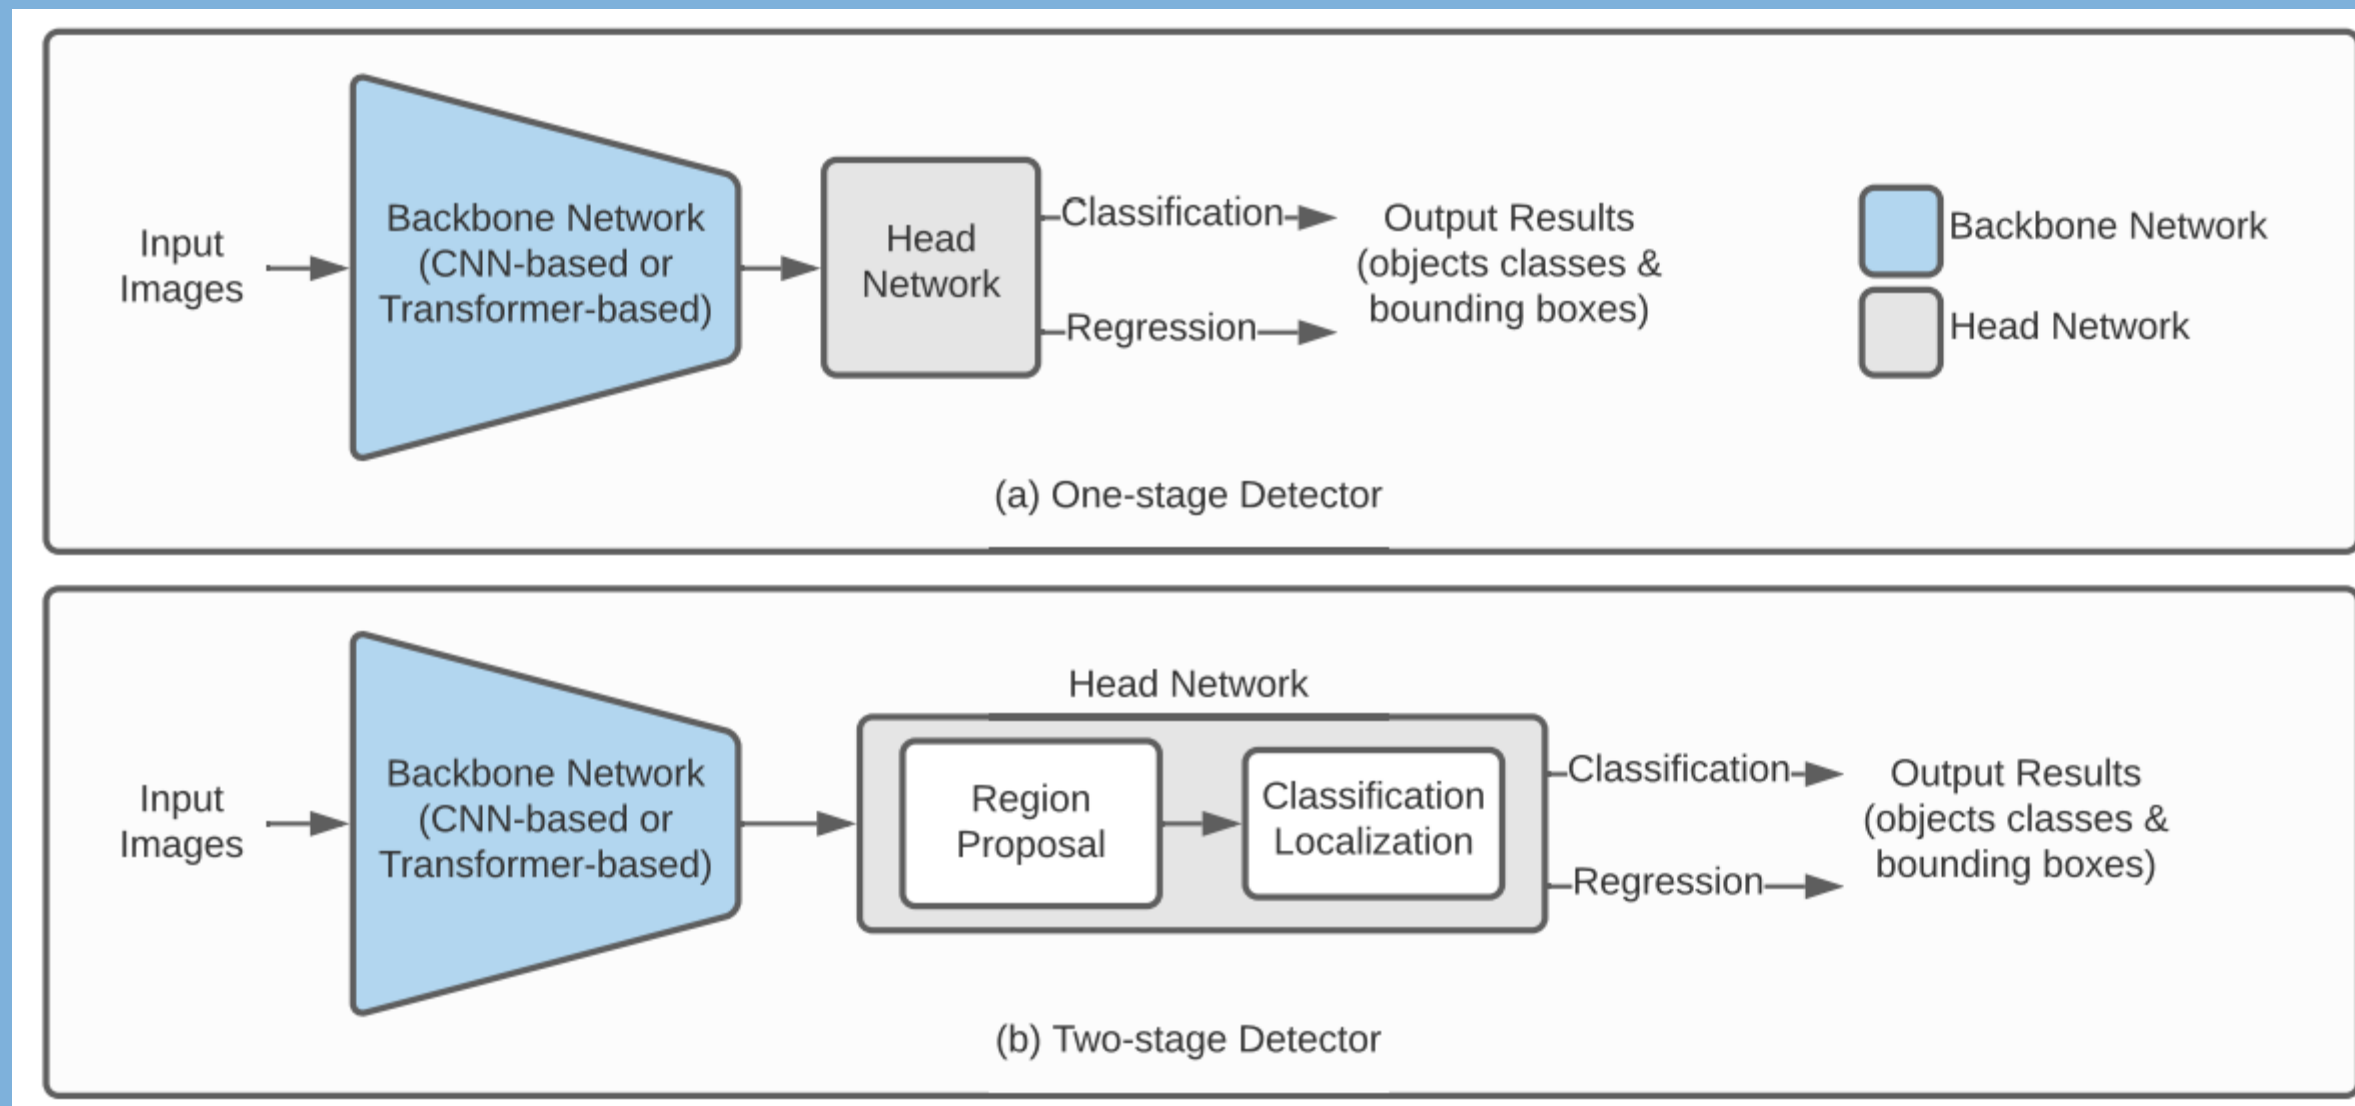 Input
Images
Backbone Network
(CNN-based or
Transformer-based)
Head
Network
Classification
Regression
Output Results
(objects classes &
bounding boxes)
Backbone Network
Head Network
(a) One-stage Detector
Input
Images
Backbone Network
(CNN-based or
Transformer-based)
Head Network
Region
Proposal
Classification
Localization
Classification
Regression
Output Results
(objects classes &
bounding boxes)
(b) Two-stage Detector